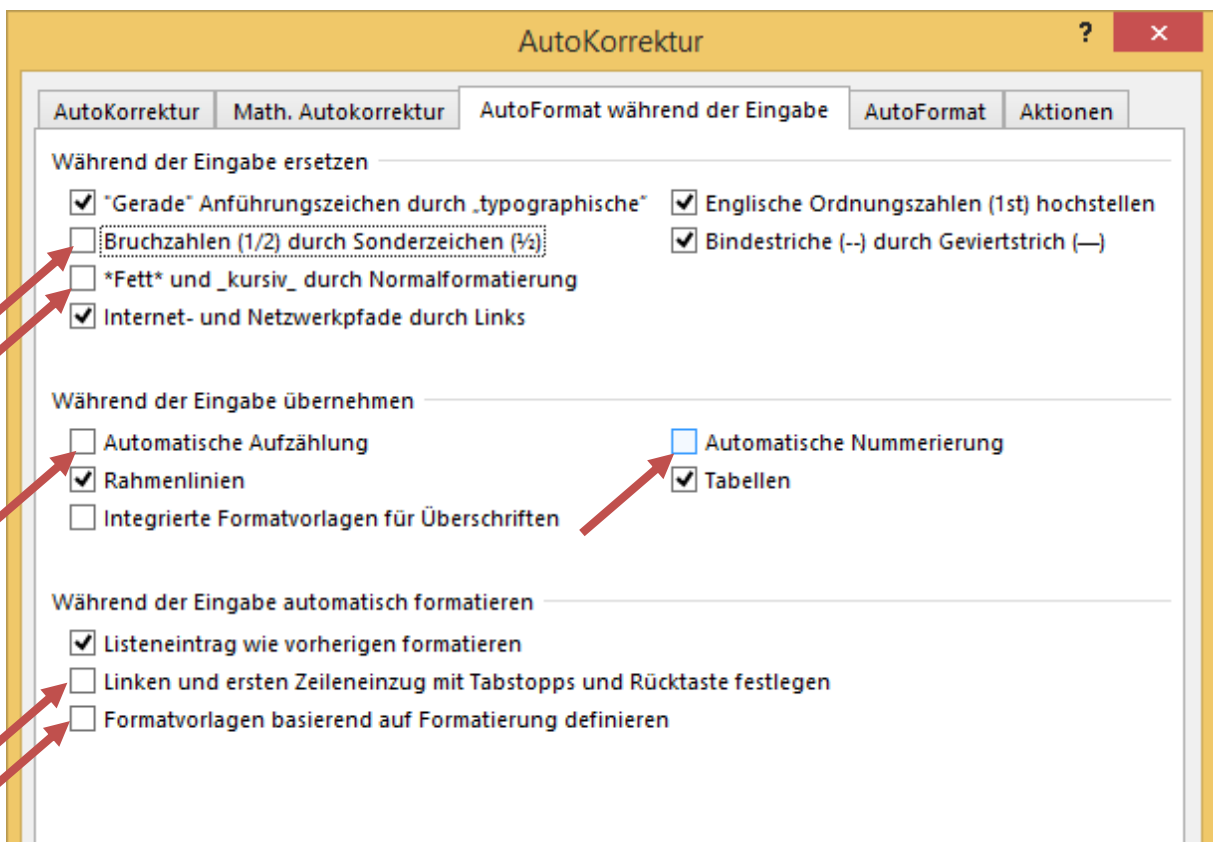 AutoKorrektur ? ×
AutoKorrektur Math. Autokorrektur AutoFormat während der Eingabe AutoFormat Aktionen
Während der Eingabe ersetzen
"Gerade" Anführungszeichen durch „typographische“ Englische Ordnungszahlen (1st) hochstellen
Bruchzahlen (1/2) durch Sonderzeichen (½) Bindestriche (--) durch Geviertstrich (—)
*Fett* und _kursiv_ durch Normalformatierung
Internet- und Netzwerkpfade durch Links
Während der Eingabe übernehmen
Automatische Aufzählung Automatische Nummerierung
Rahmenlinien Tabellen
Integrierte Formatvorlagen für Überschriften
Während der Eingabe automatisch formatieren
Listeneintrag wie vorherigen formatieren
Linken und ersten Zeileneinzug mit Tabstopps und Rücktaste festlegen
Formatvorlagen basierend auf Formatierung definieren